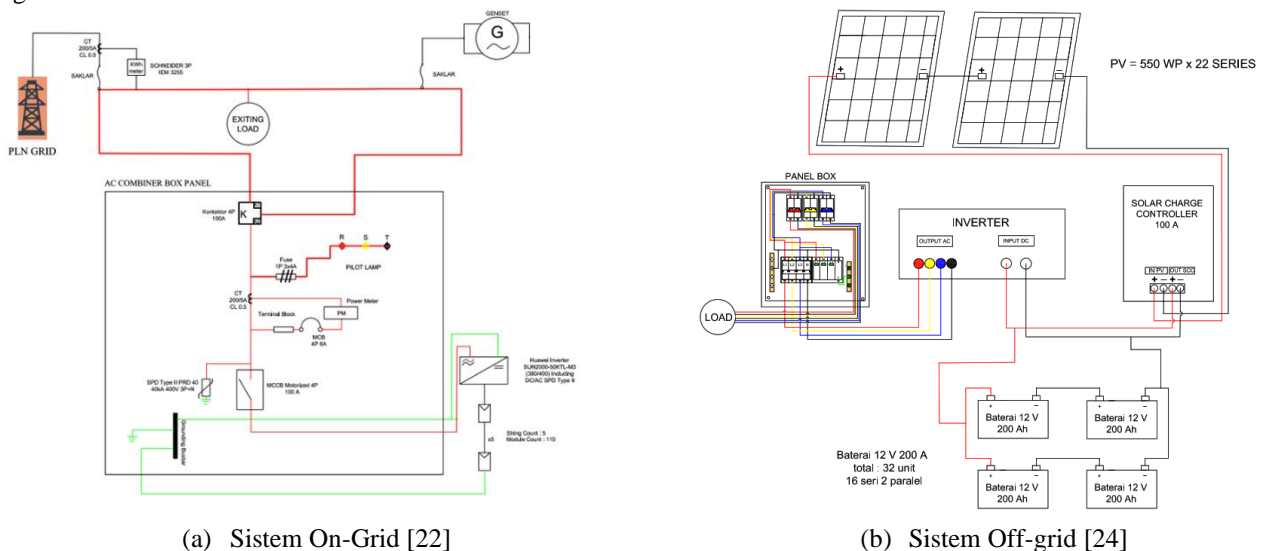 GENSET
G
CT
200/5A
CL 0.5
KWh
meter
SCHNEIDER 3P
IEM 3255
SAKLAR
SAKLAR
EXITING
LOAD
PLN GRID
AC COMBINER BOX PANEL
Kontaktor 4P
100A
K
R S T
PILOT LAMP
Fuse
1P 3x4A
CT
200/5A
CL 0.5
Power Meter
PM
Terminal Block
MCB
4P 6A
SPD Type II PRD 40
40kA 400V 3P+N
MCCB Motorized 4P
100 A
Huawei Inverter
SUN2000-50KTL-M3
(380/400) Including
DC/AC SPD Type II
Grounding Busbar
x5
String Count : 5
Module Count : 110
(a) Sistem On-Grid [22]
+ − + −
PV = 550 WP x 22 SERIES
PANEL BOX
LOAD
INVERTER
OUTPUT AC
INPUT DC
SOLAR CHARGE
CONTROLLER
100 A
IN PV OUT SCC
+ − + −
+ −
Baterai 12 V
200 Ah
+ −
Baterai 12 V
200 Ah
Baterai 12 V 200 A
total : 32 unit
16 seri 2 paralel
+ −
Baterai 12 V
200 Ah
+ −
Baterai 12 V
200 Ah
(b) Sistem Off-grid [24]